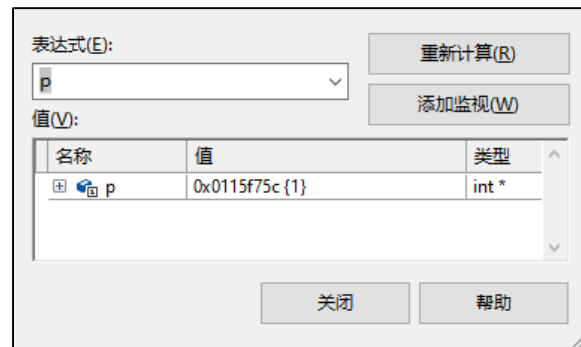 表达式(E):
重新计算(R)
p
添加监视(W)
值(V):
名称 值 类型
p 0x0115f75c {1} int *
关闭 帮助